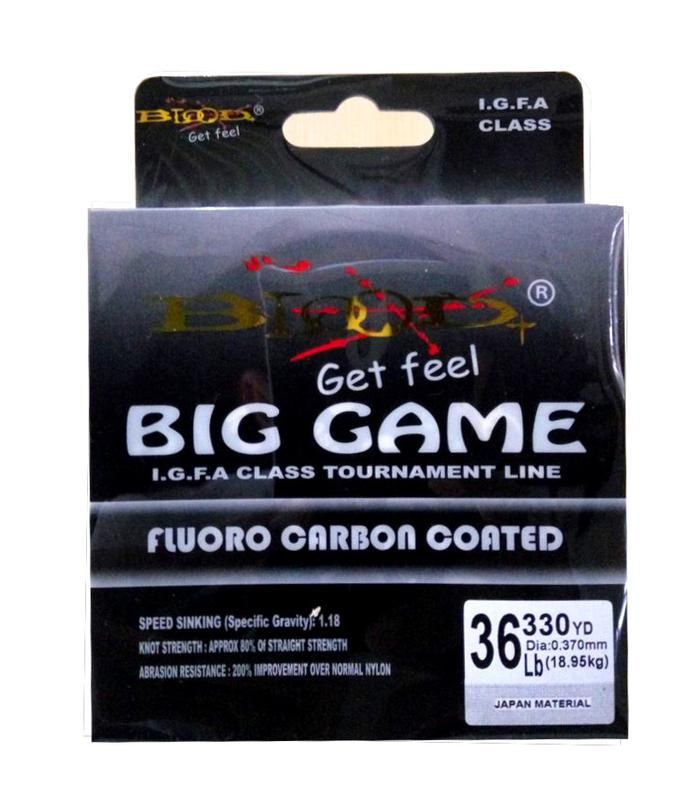 BLOOD®
Get feel
I.G.F.A
CLASS
BLOOD ®
Get feel
BIG GAME
I.G.F.A CLASS TOURNAMENT LINE
FLUORO CARBON COATED
SPEED SINKING (Specific Gravity): 1.18
KNOT STRENGTH : APPROX 80% OF STRAIGHT STRENGTH
ABRASION RESISTANCE : 200% IMPROVEMENT OVER NORMAL NYLON
36 Lb
330 YD
Dia:0.370mm
(18.95kg)
JAPAN MATERIAL